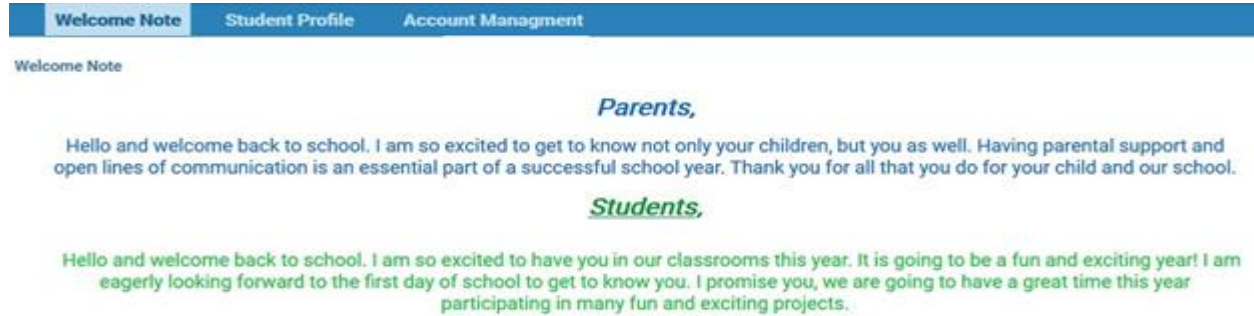 Welcome Note Student Profile Account Managment
Welcome Note
Parents,
Hello and welcome back to school. I am so excited to get to know not only your children, but you as well. Having parental support and
open lines of communication is an essential part of a successful school year. Thank you for all that you do for your child and our school.
Students,
Hello and welcome back to school. I am so excited to have you in our classrooms this year. It is going to be a fun and exciting year! I am
eagerly looking forward to the first day of school to get to know you. I promise you, we are going to have a great time this year
participating in many fun and exciting projects.